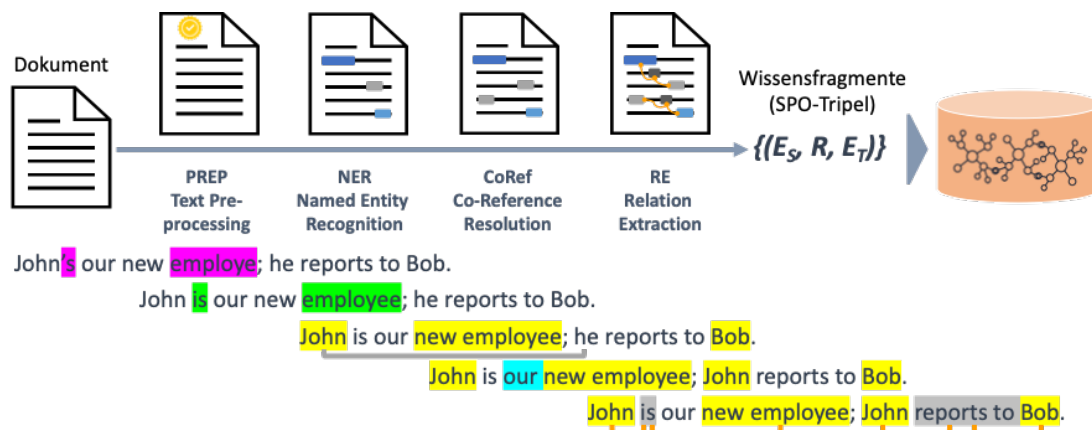 Dokument
Wissensfragmente
(SPO-Tripel)
{(E_S, R, E_T)}
PREP
Text Pre-
processing
NER
Named Entity
Recognition
CoRef
Co-Reference
Resolution
RE
Relation
Extraction
John's our new employe; he reports to Bob.
John is our new employee; he reports to Bob.
John is our new employee; he reports to Bob.
John is our new employee; John reports to Bob.
John is our new employee; John reports to Bob.